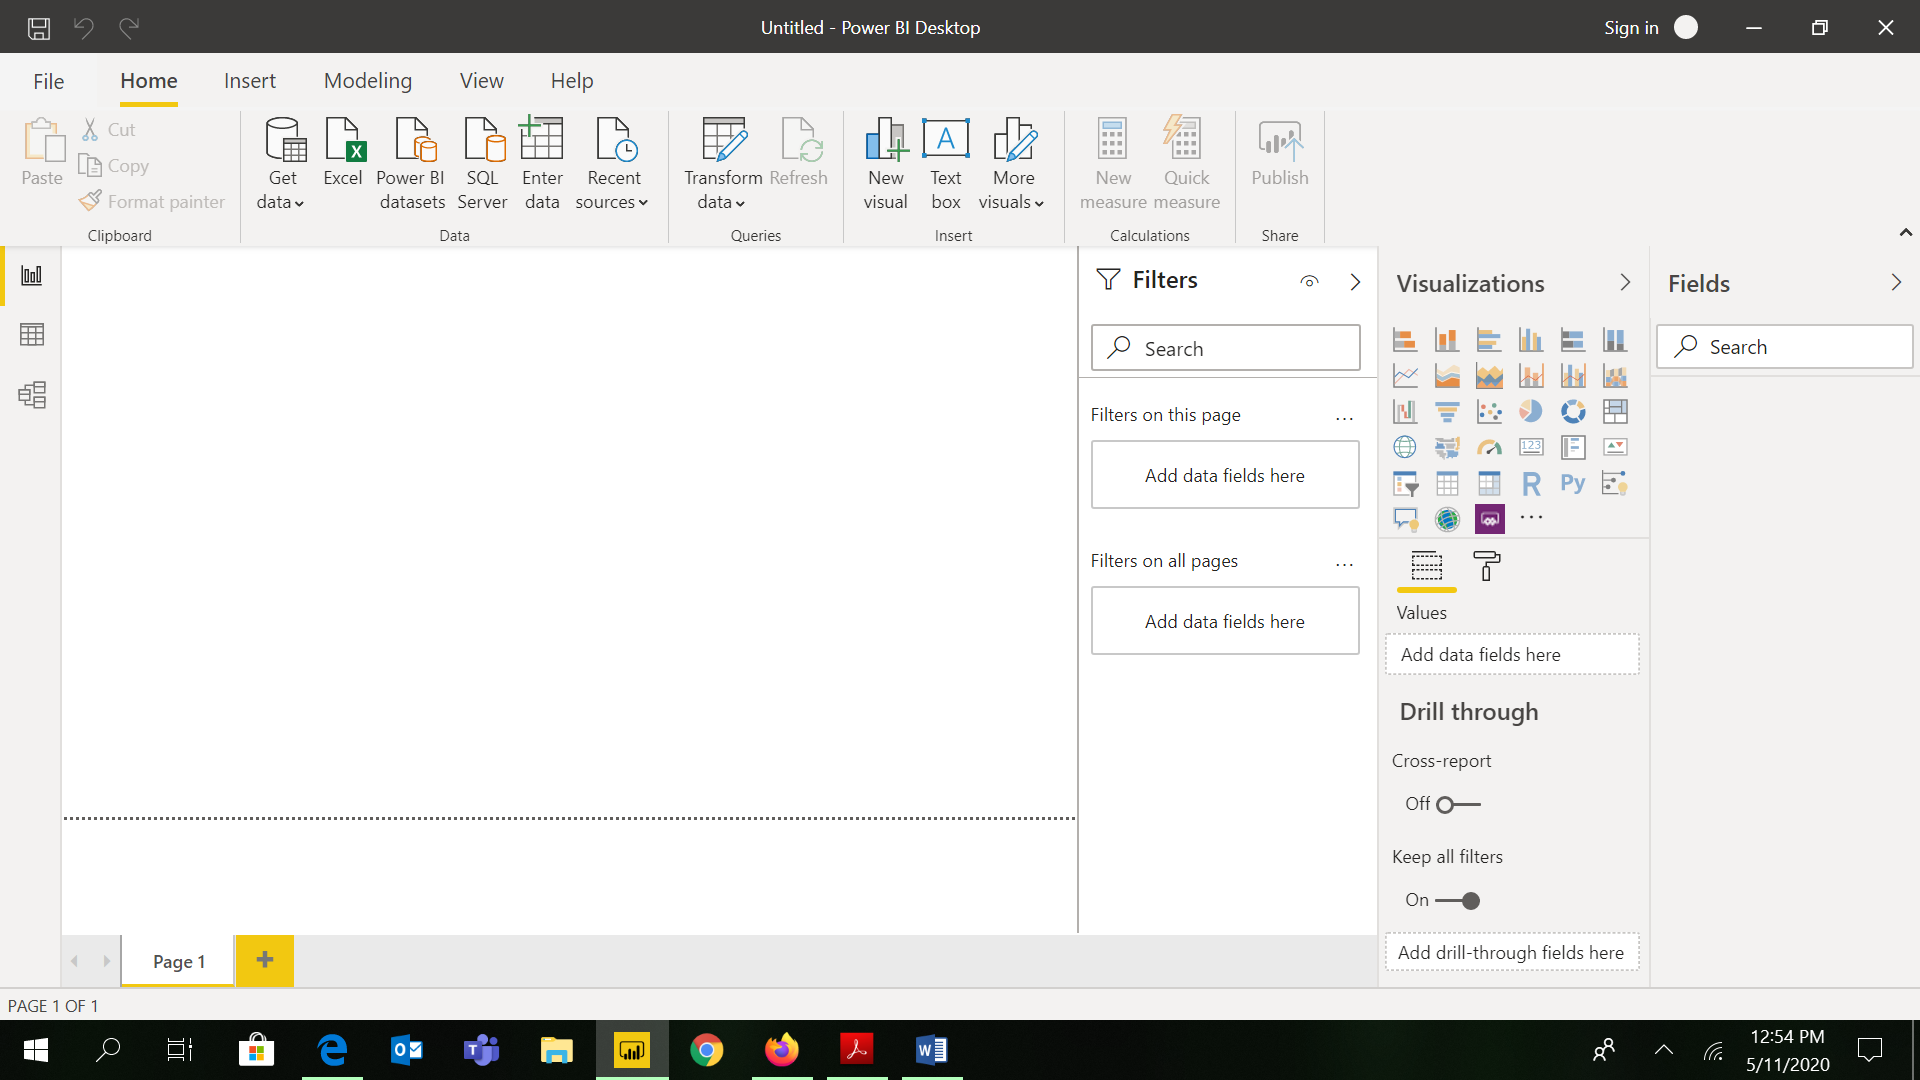 Untitled - Power BI Desktop
Sign in
File
Home
Insert
Modeling
View
Help
Paste
Cut
Copy
Format painter
Clipboard
Get
data
Excel
Power BI
datasets
SQL
Server
Enter
data
Recent
sources
Data
Transform
data
Refresh
Queries
New
visual
Text
box
More
visuals
Insert
New
measure
Quick
measure
Calculations
Publish
Share
Filters
Search
Filters on this page
...
Add data fields here
Filters on all pages
...
Add data fields here
Visualizations
123
R
Py
...
Values
Add data fields here
Drill through
Cross-report
Off
Keep all filters
On
Add drill-through fields here
Fields
Search
Page 1
PAGE 1 OF 1
12:54 PM
5/11/2020